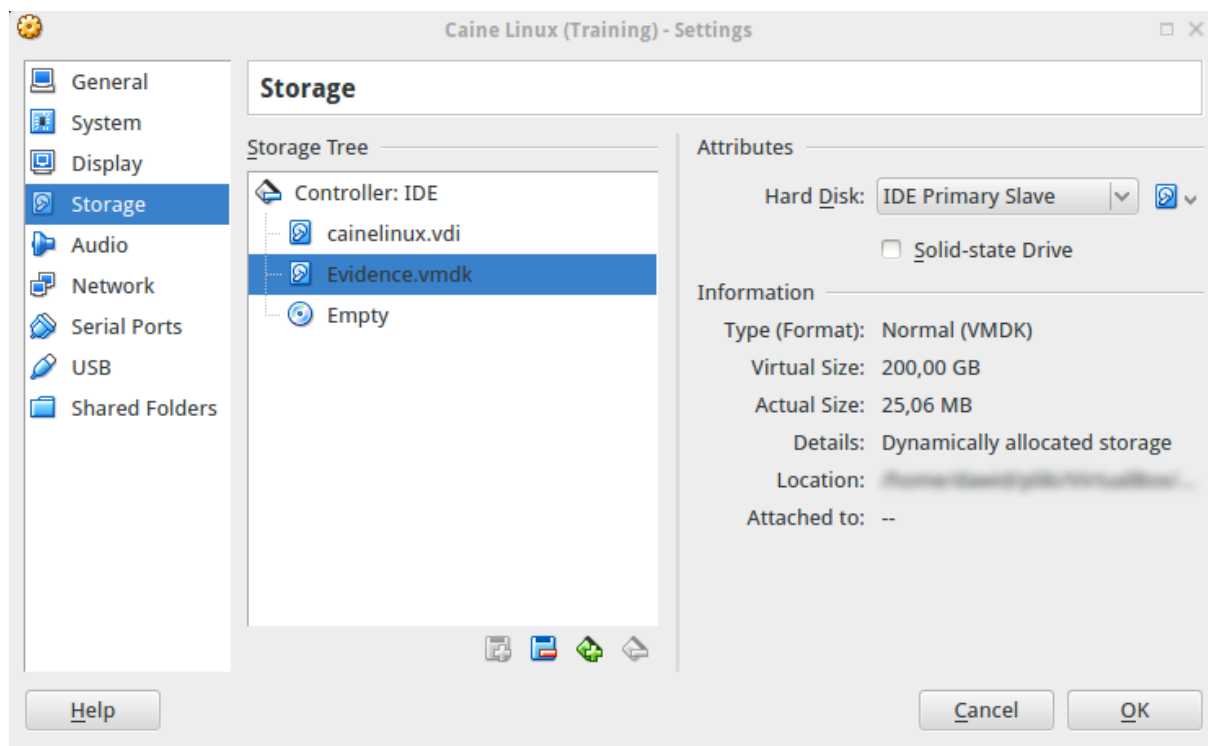 Caine Linux (Training) - Settings
General
System
Display
Storage
Audio
Network
Serial Ports
USB
Shared Folders
Storage
Storage Tree
Controller: IDE
cainelinux.vdi
Evidence.vmdk
Empty
Attributes
Hard Disk: IDE Primary Slave
Solid-state Drive
Information
Type (Format): Normal (VMDK)
Virtual Size: 200,00 GB
Actual Size: 25,06 MB
Details: Dynamically allocated storage
Location:
Attached to: --
Help
Cancel
OK